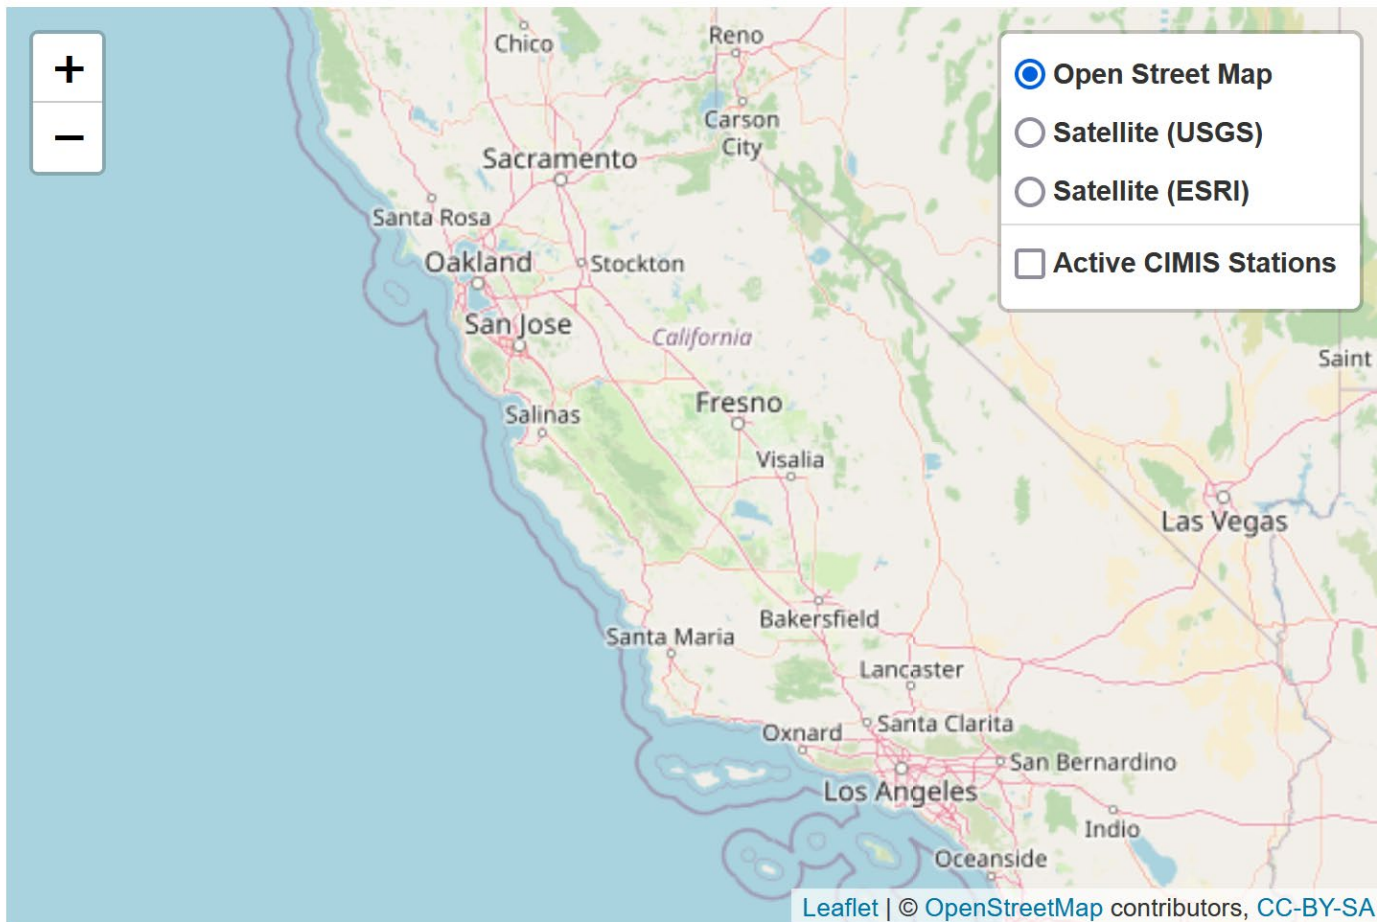 +
−
Chico
Reno
Carson
City
Sacramento
Santa Rosa
Oakland
Stockton
San Jose
California
Salinas
Fresno
Visalia
Saint
Las Vegas
Bakersfield
Santa Maria
Lancaster
Santa Clarita
Oxnard
San Bernardino
Los Angeles
Indio
Oceanside
Open Street Map
Satellite (USGS)
Satellite (ESRI)
Active CIMIS Stations
Leaflet | © OpenStreetMap contributors, CC-BY-SA